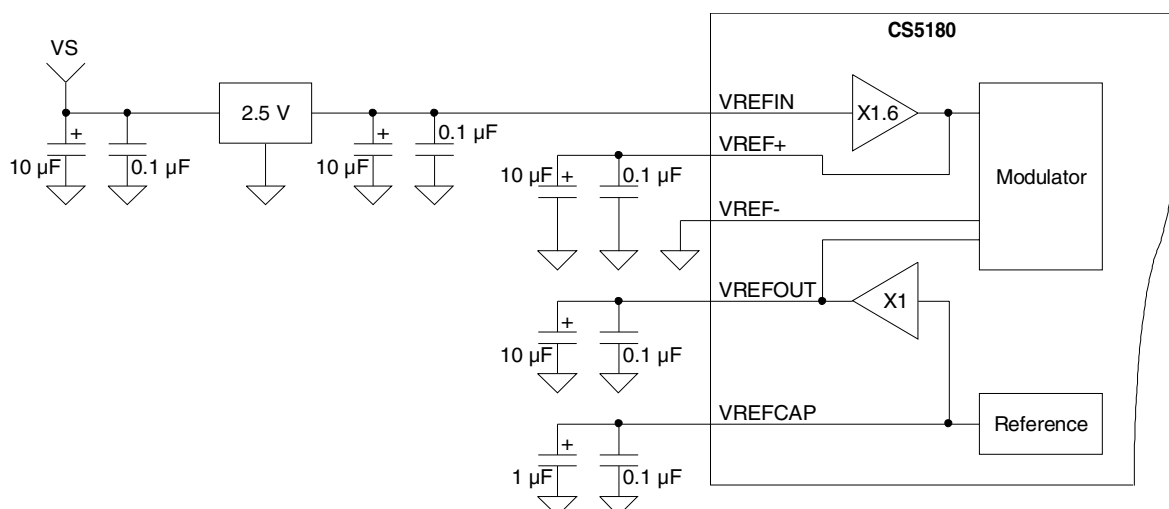 CS5180
VS
2.5 V
+
10 µF
0.1 µF
+
10 µF
0.1 µF
VREFIN
X1.6
VREF+
+
10 µF
0.1 µF
Modulator
VREF-
VREFOUT
X1
+
10 µF
0.1 µF
VREFCAP
Reference
+
1 µF
0.1 µF